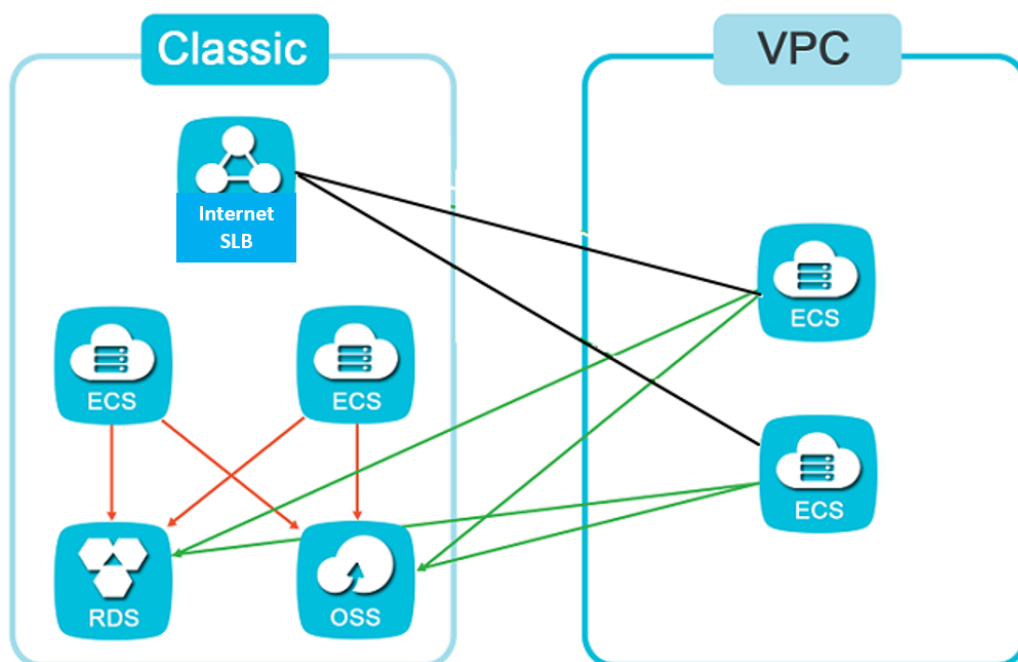 Classic
VPC
Internet
SLB
ECS
ECS
ECS
ECS
RDS
OSS